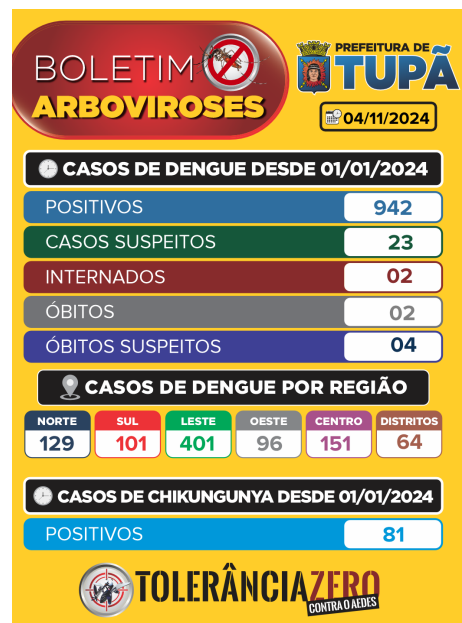 BOLETIM
ARBOVIROSES
PREFEITURA DE
TUPÃ
04/11/2024
CASOS DE DENGUE DESDE 01/01/2024
POSITIVOS 942
CASOS SUSPEITOS 23
INTERNADOS 02
ÓBITOS 02
ÓBITOS SUSPEITOS 04
CASOS DE DENGUE POR REGIÃO
NORTE SUL LESTE OESTE CENTRO DISTRITOS
129 101 401 96 151 64
CASOS DE CHIKUNGUNYA DESDE 01/01/2024
POSITIVOS 81
TOLERÂNCIAZERO
CONTRA O AEDES